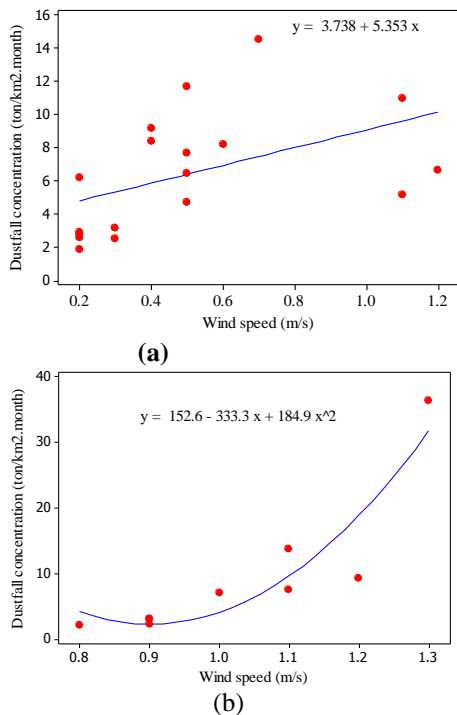 y = 3.738 + 5.353 x
Dustfall concentration (ton/km2.month)
16
14
12
10
8
6
4
2
0
0.2 0.4 0.6 0.8 1.0 1.2
Wind speed (m/s)
(a)
y = 152.6 - 333.3 x + 184.9 x^2
Dustfall concentration (ton/km2.month)
40
30
20
10
0
0.8 0.9 1.0 1.1 1.2 1.3
Wind speed (m/s)
(b)